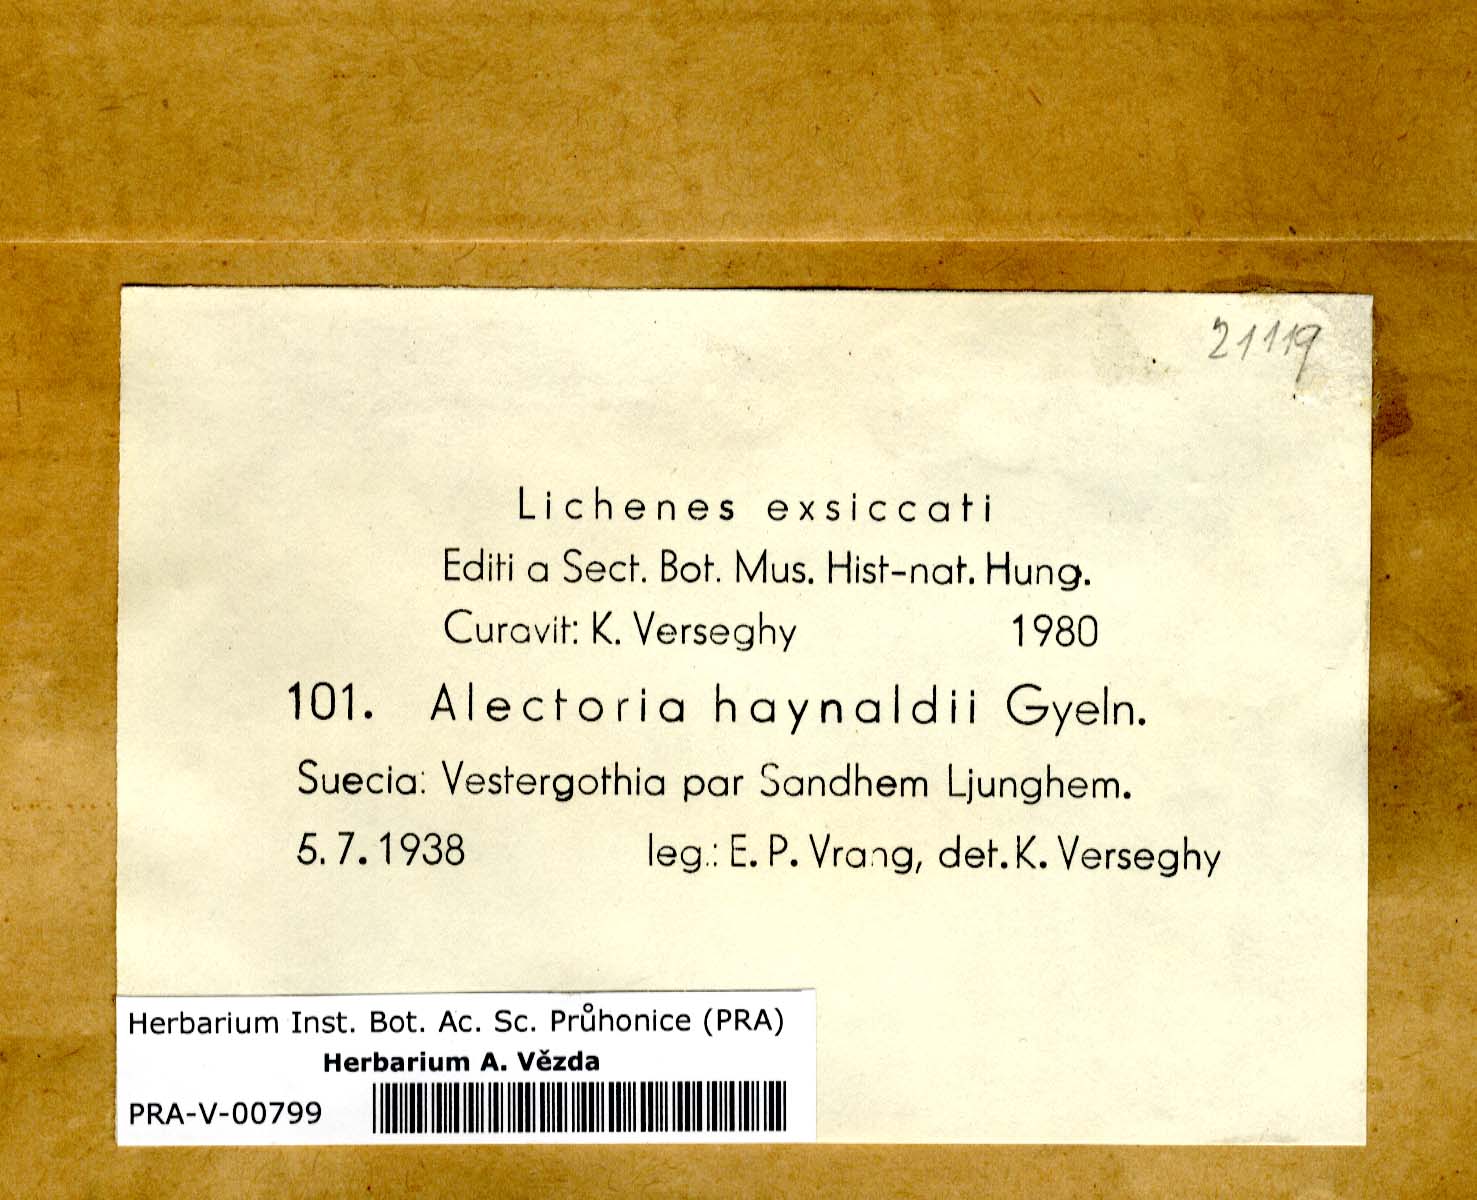 21119
Lichenes exsiccati
Editi a Sect. Bot. Mus. Hist-nat. Hung.
Curavit: K. Verseghy 1980
101. Alectoria haynaldii Gyeln.
Suecia: Vestergothia par Sandhem Ljunghem.
5.7.1938 leg.: E. P. Vrang, det. K. Verseghy
Herbarium Inst. Bot. Ac. Sc. Průhonice (PRA)
Herbarium A. Vězda
PRA-V-00799